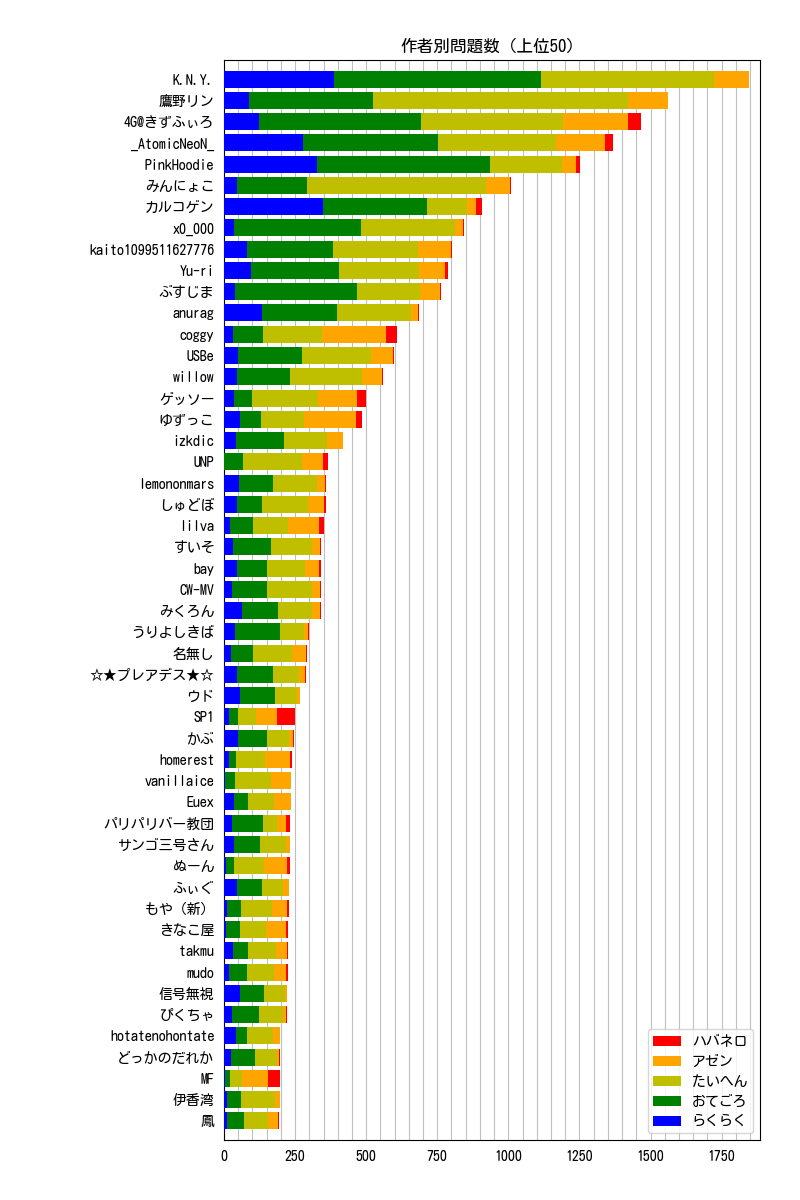 作者別問題数（上位50）
K.N.Y.
鷹野リン
4G@きずふぃろ
_AtomicNeoN_
PinkHoodie
みんにょこ
カルコゲン
x0_000
kaito1099511627776
Yu-ri
ぶすじま
anurag
coggy
USBe
willow
ゲッソー
ゆずっこ
izkdic
UNP
lemononmars
しゅどぼ
lilva
すいそ
bay
CW-MV
みくろん
うりよしきば
名無し
☆★プレアデス★☆
ウド
SP1
かぶ
homerest
vanillaice
Euex
パリパリバー教団
サンゴ三号さん
ぬーん
ふぃぐ
もや（新）
きなこ屋
takmu
mudo
信号無視
ぴくちゃ
hotatenohontate
どっかのだれか
MF
伊香湾
鳳
ハバネロ
アゼン
たいへん
おてごろ
らくらく
0 250 500 750 1000 1250 1500 1750